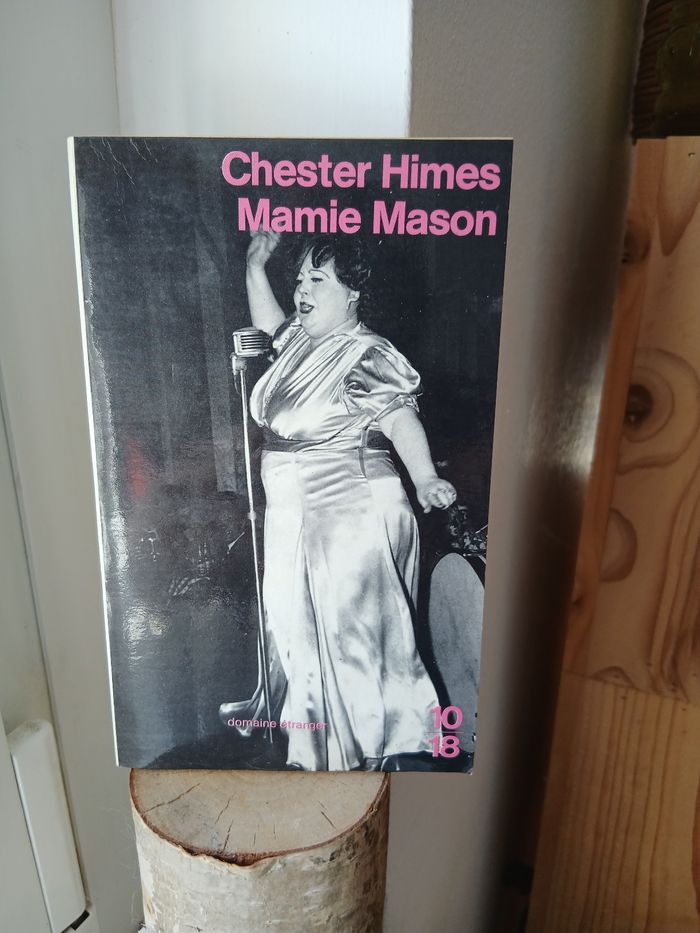 Chester Himes
Mamie Mason
domaine étranger
10
18